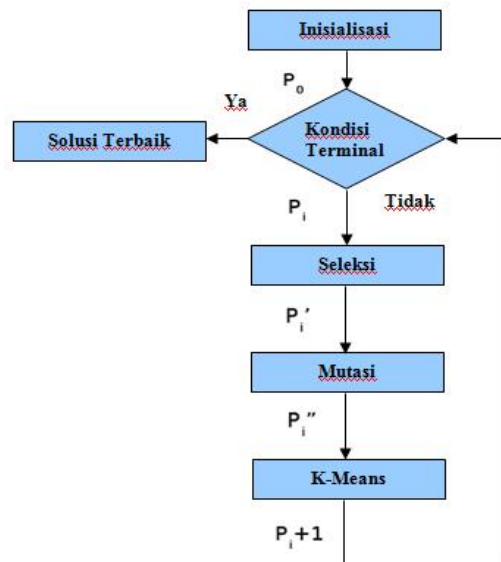 Inisialisasi
P₀
Ya
Kondisi
Terminal
Solusi Terbaik
Tidak
Pᵢ
Seleksi
Pᵢ′
Mutasi
Pᵢ″
K-Means
Pᵢ+1